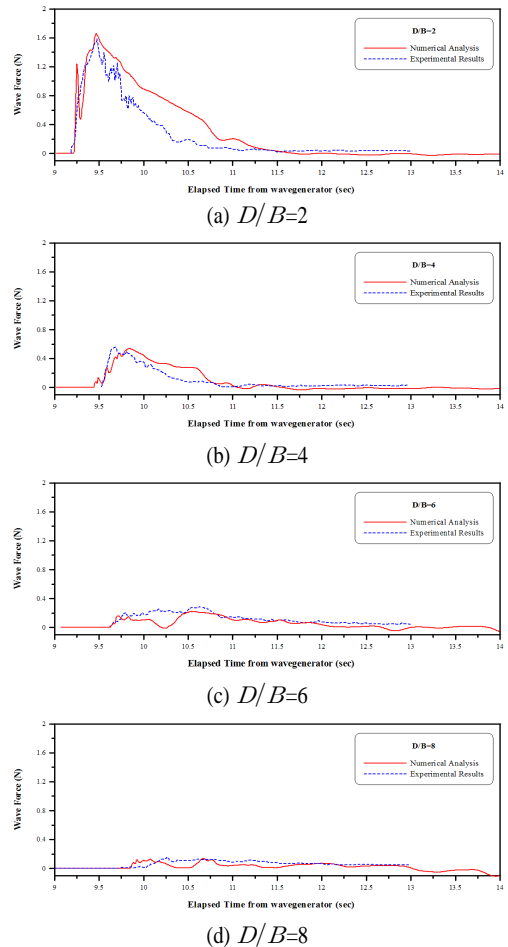 D/B=2
Numerical Analysis
Experimental Results
Wave Force (N)
2
1.6
1.2
0.8
0.4
0
9 9.5 10 10.5 11 11.5 12 12.5 13 13.5 14
Elapsed Time from wavegenerator (sec)
(a) D/B=2
D/B=4
Numerical Analysis
Experimental Results
Wave Force (N)
2
1.6
1.2
0.8
0.4
0
9 9.5 10 10.5 11 11.5 12 12.5 13 13.5 14
Elapsed Time from wavegenerator (sec)
(b) D/B=4
D/B=6
Numerical Analysis
Experimental Results
Wave Force (N)
2
1.6
1.2
0.8
0.4
0
9 9.5 10 10.5 11 11.5 12 12.5 13 13.5 14
Elapsed Time from wavegenerator (sec)
(c) D/B=6
D/B=8
Numerical Analysis
Experimental Results
Wave Force (N)
2
1.6
1.2
0.8
0.4
0
9 9.5 10 10.5 11 11.5 12 12.5 13 13.5 14
Elapsed Time from wavegenerator (sec)
(d) D/B=8